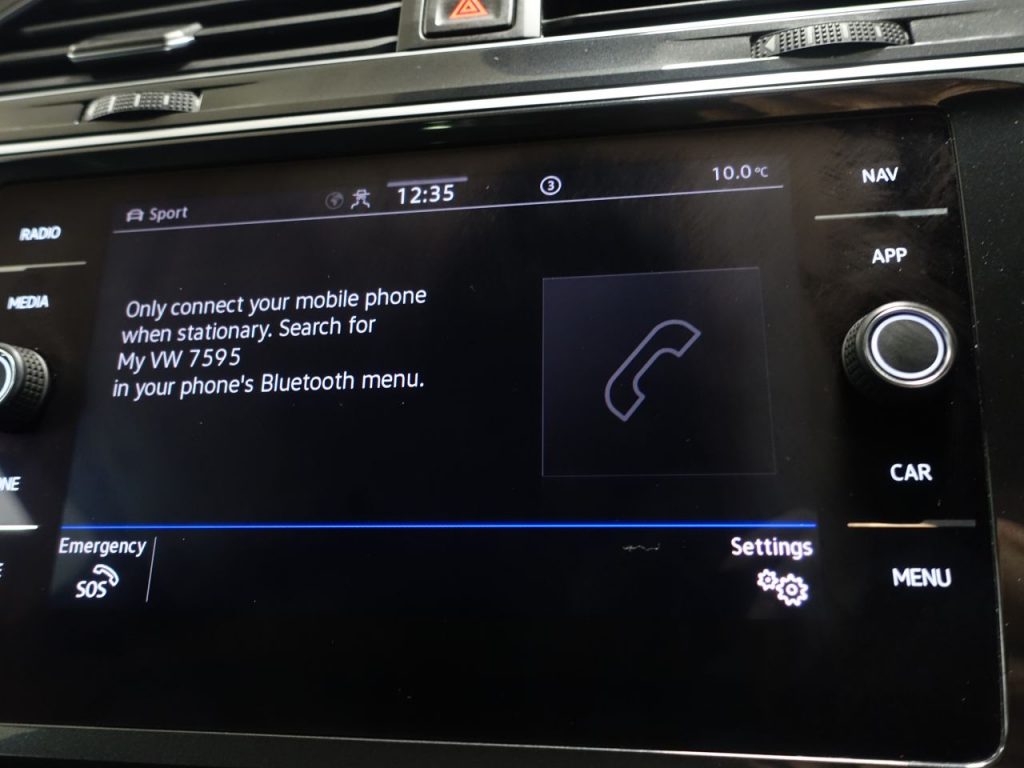 Sport 12:35 3 10.0°C
NAV
RADIO
APP
MEDIA
Only connect your mobile phone
when stationary. Search for
My VW 7595
in your phone's Bluetooth menu.
CAR
Emergency
SOS
Settings
MENU